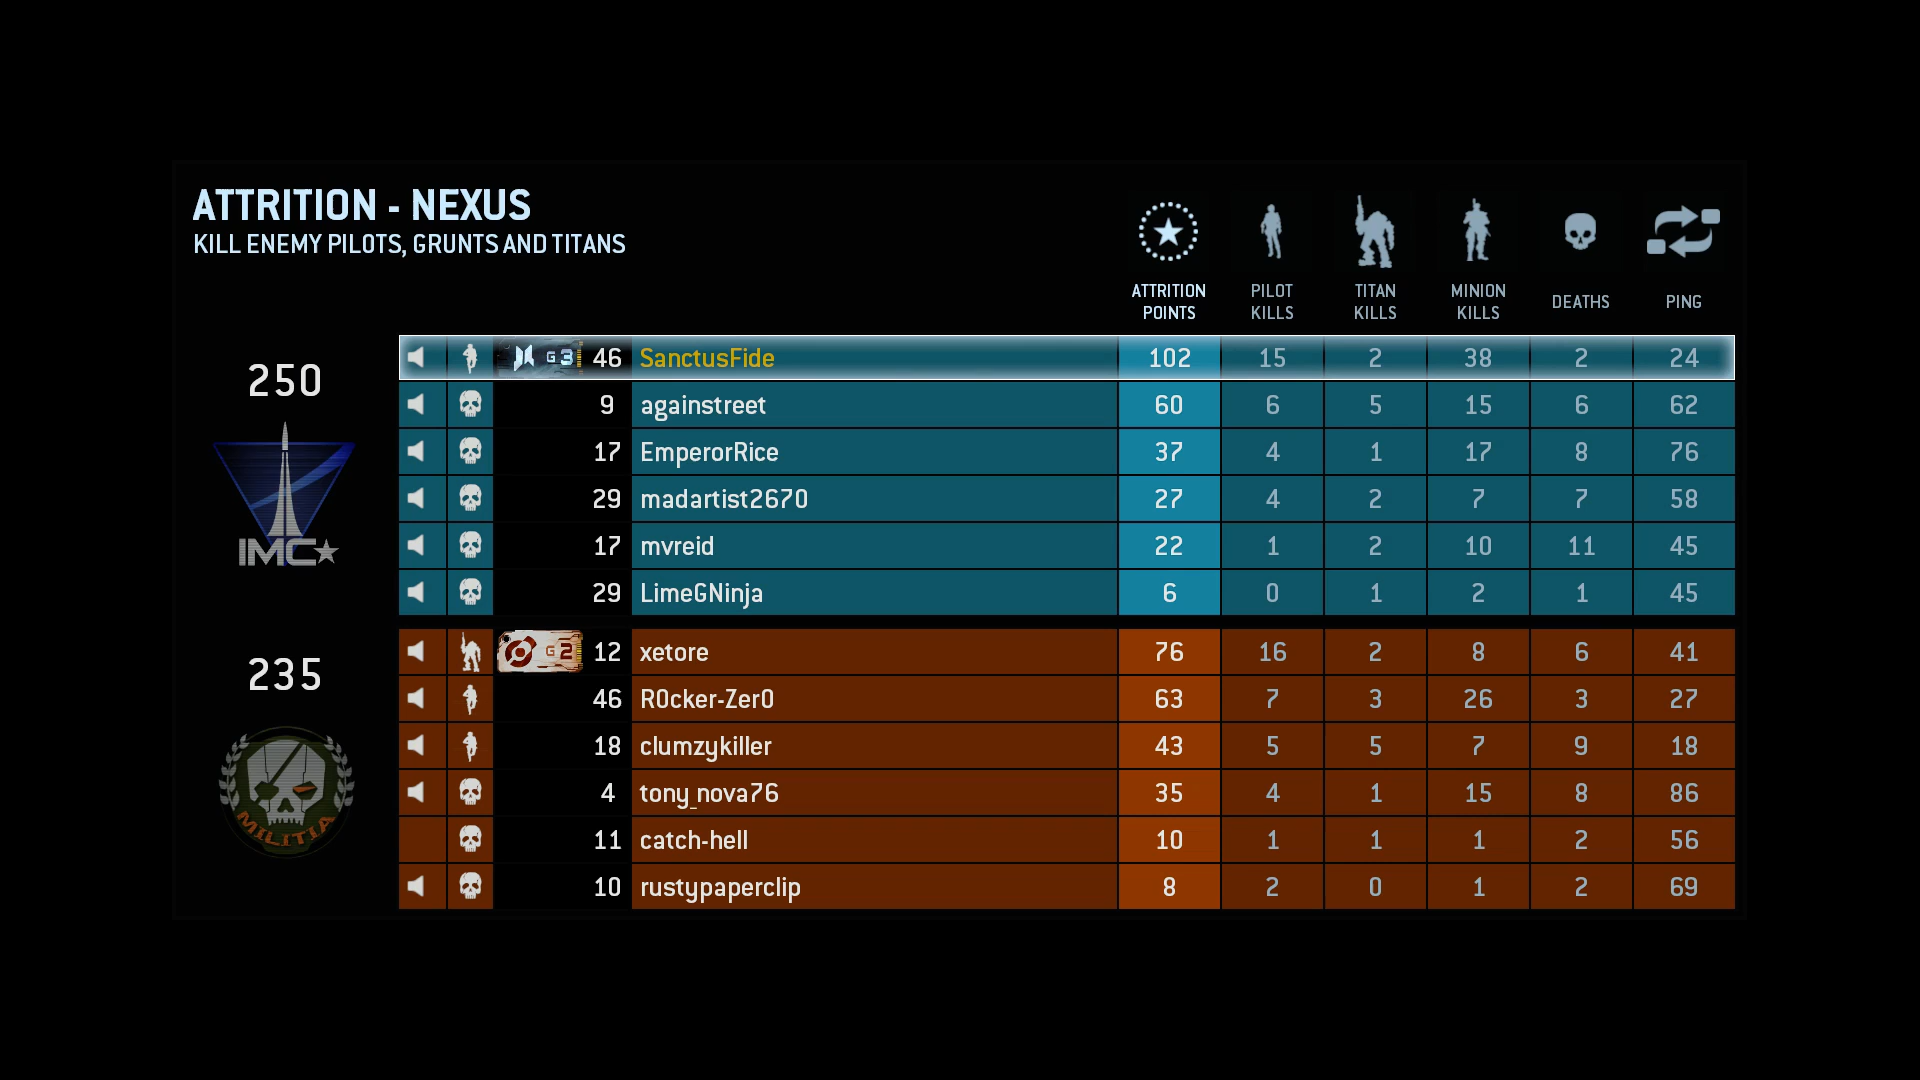 ATTRITION - NEXUS
KILL ENEMY PILOTS, GRUNTS AND TITANS
ATTRITION POINTS PILOT KILLS TITAN KILLS MINION KILLS DEATHS PING
250
IMC
G3 46 SanctusFide 102 15 2 38 2 24
9 againstreet 60 6 5 15 6 62
17 EmperorRice 37 4 1 17 8 76
29 madartist2670 27 4 2 7 7 58
17 mvreid 22 1 2 10 11 45
29 LimeGNinja 6 0 1 2 1 45
235
MILITIA
G2 12 xetore 76 16 2 8 6 41
46 R0cker-Zer0 63 7 3 26 3 27
18 clumzykiller 43 5 5 7 9 18
4 tony_nova76 35 4 1 15 8 86
11 catch-hell 10 1 1 1 2 56
10 rustypaperclip 8 2 0 1 2 69